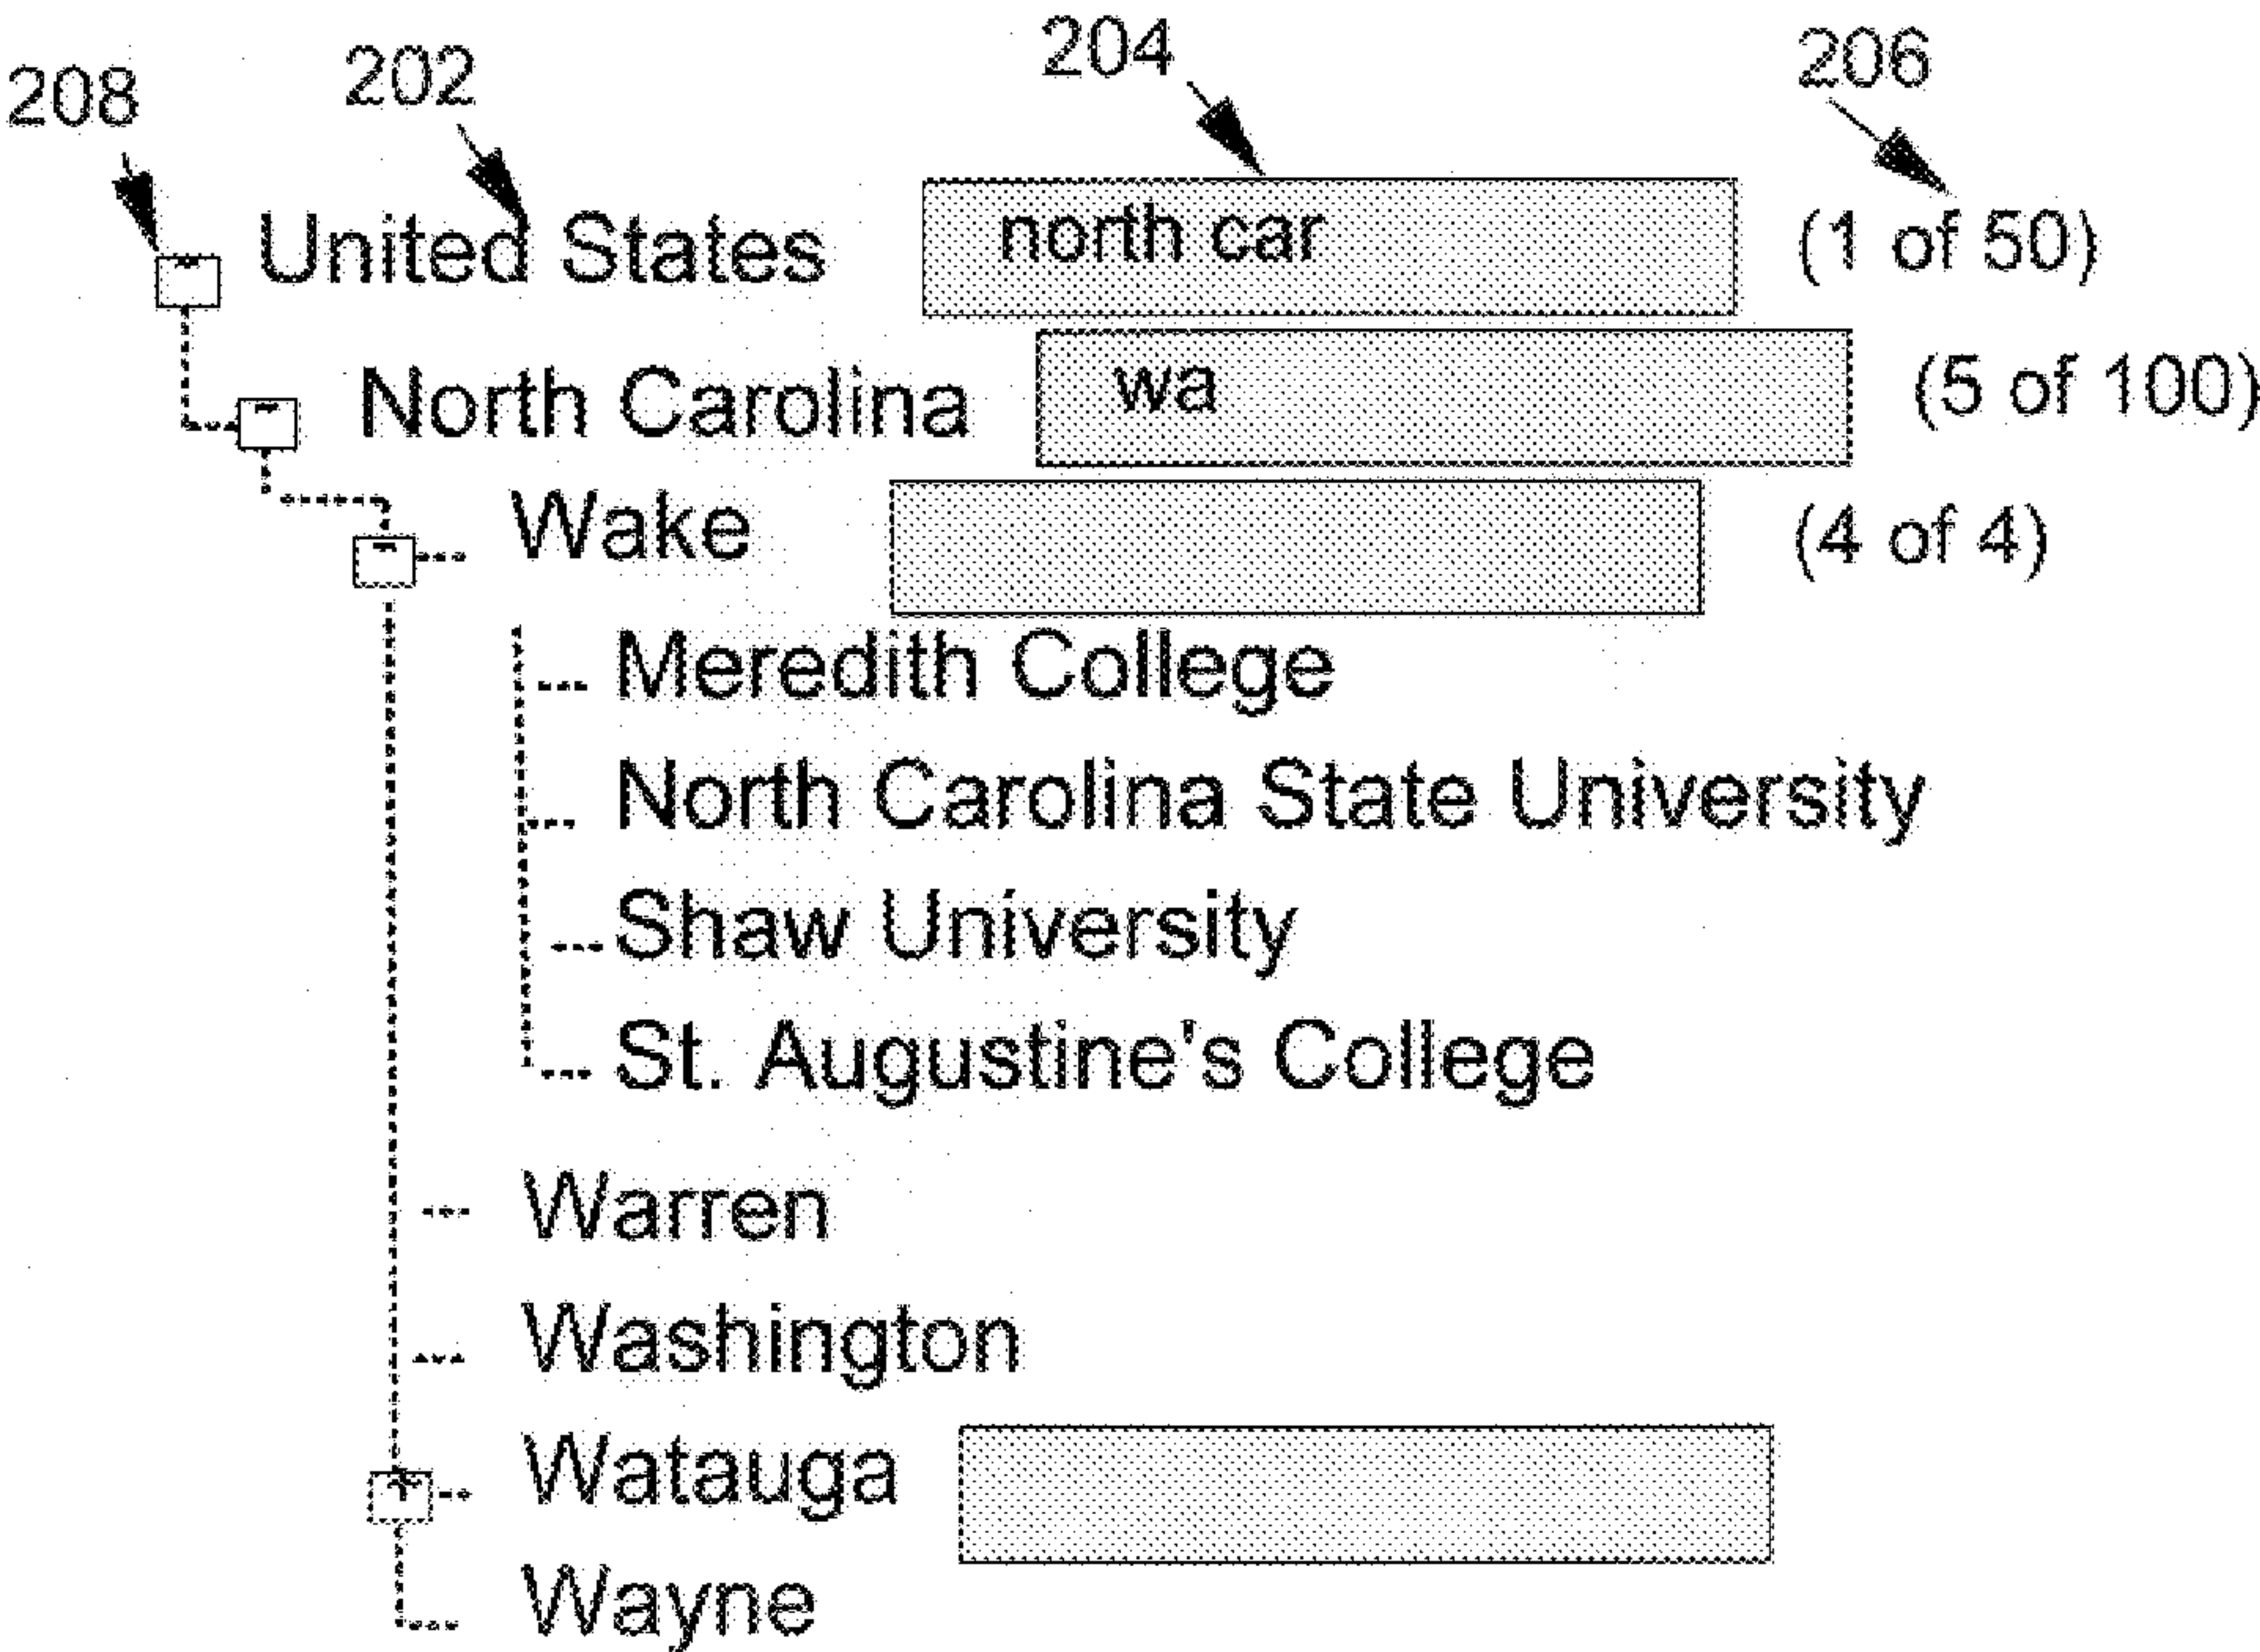 208 202 204 206
United States north car (1 of 50)
North Carolina wa (5 of 100)
Wake (4 of 4)
Meredith College
North Carolina State University
Shaw University
St. Augustine's College
Warren
Washington
Watauga
Wayne